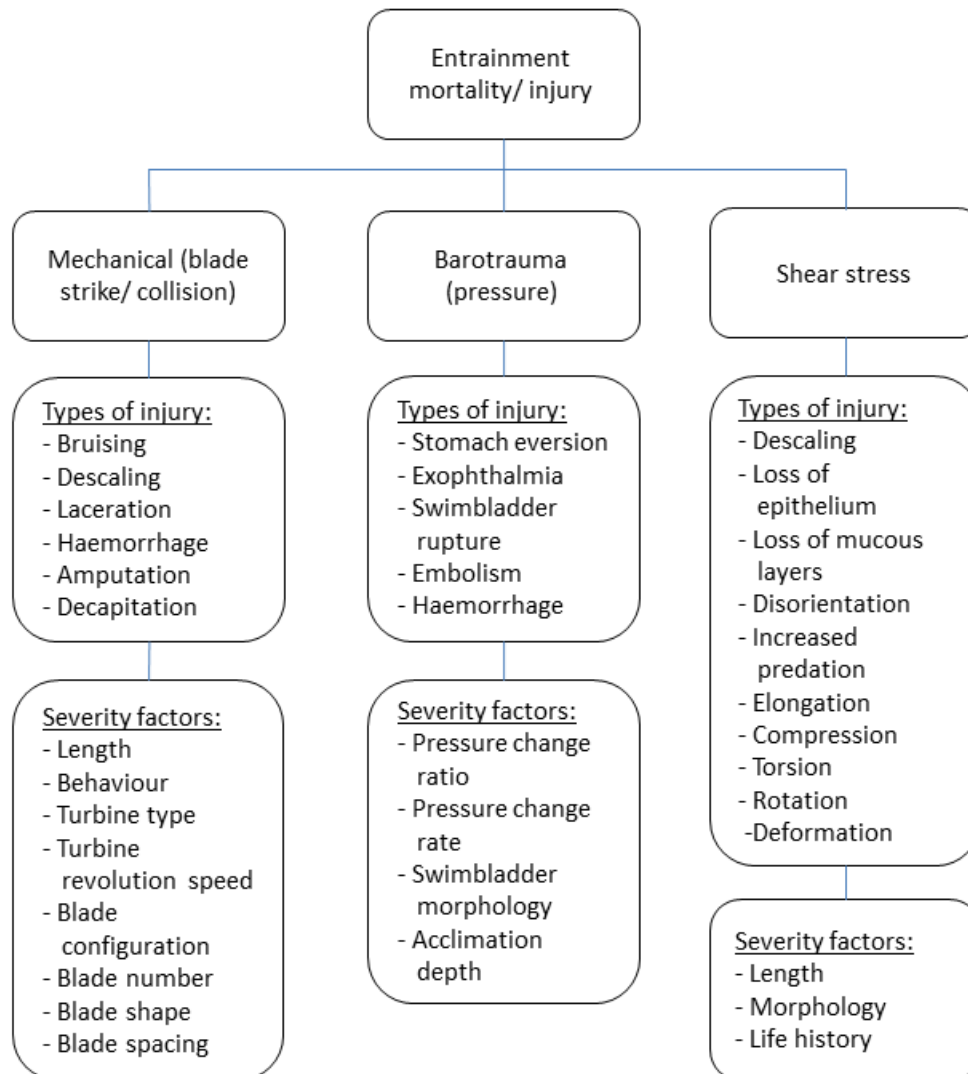 Entrainment
mortality/ injury
Mechanical (blade
strike/ collision)
Barotrauma
(pressure)
Shear stress
Types of injury:
- Bruising
- Descaling
- Laceration
- Haemorrhage
- Amputation
- Decapitation
Types of injury:
- Stomach eversion
- Exophthalmia
- Swimbladder
rupture
- Embolism
- Haemorrhage
Types of injury:
- Descaling
- Loss of
epithelium
- Loss of mucous
layers
- Disorientation
- Increased
predation
- Elongation
- Compression
- Torsion
- Rotation
-Deformation
Severity factors:
- Length
- Behaviour
- Turbine type
- Turbine
revolution speed
- Blade
configuration
- Blade number
- Blade shape
- Blade spacing
Severity factors:
- Pressure change
ratio
- Pressure change
rate
- Swimbladder
morphology
- Acclimation
depth
Severity factors:
- Length
- Morphology
- Life history